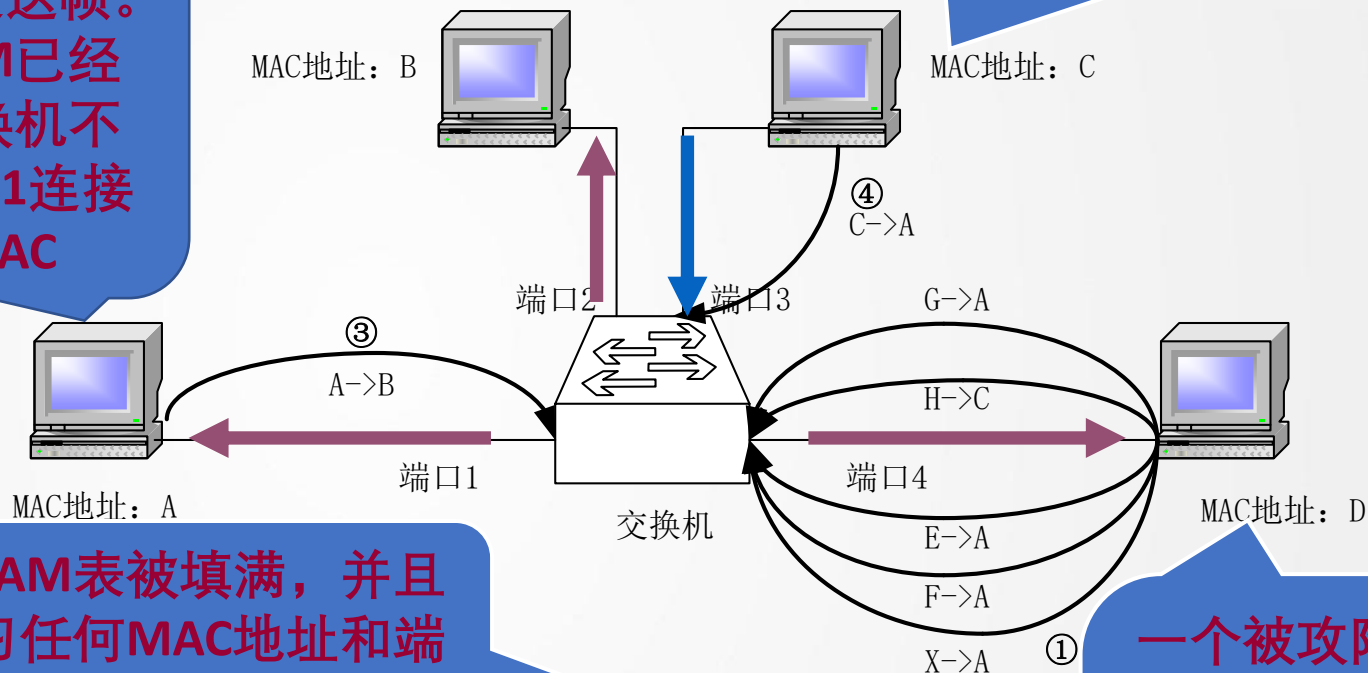 这帧。
M已经
换机不
1连接
AC
MAC地址: B
MAC地址: C
④
C->A
端口2
端口3
G->A
③
A->B
H->C
端口1
端口4
MAC地址: A
交换机
MAC地址: D
E->A
F->A
①
X->A
AM表被填满，并且
任何MAC地址和端
一个被攻